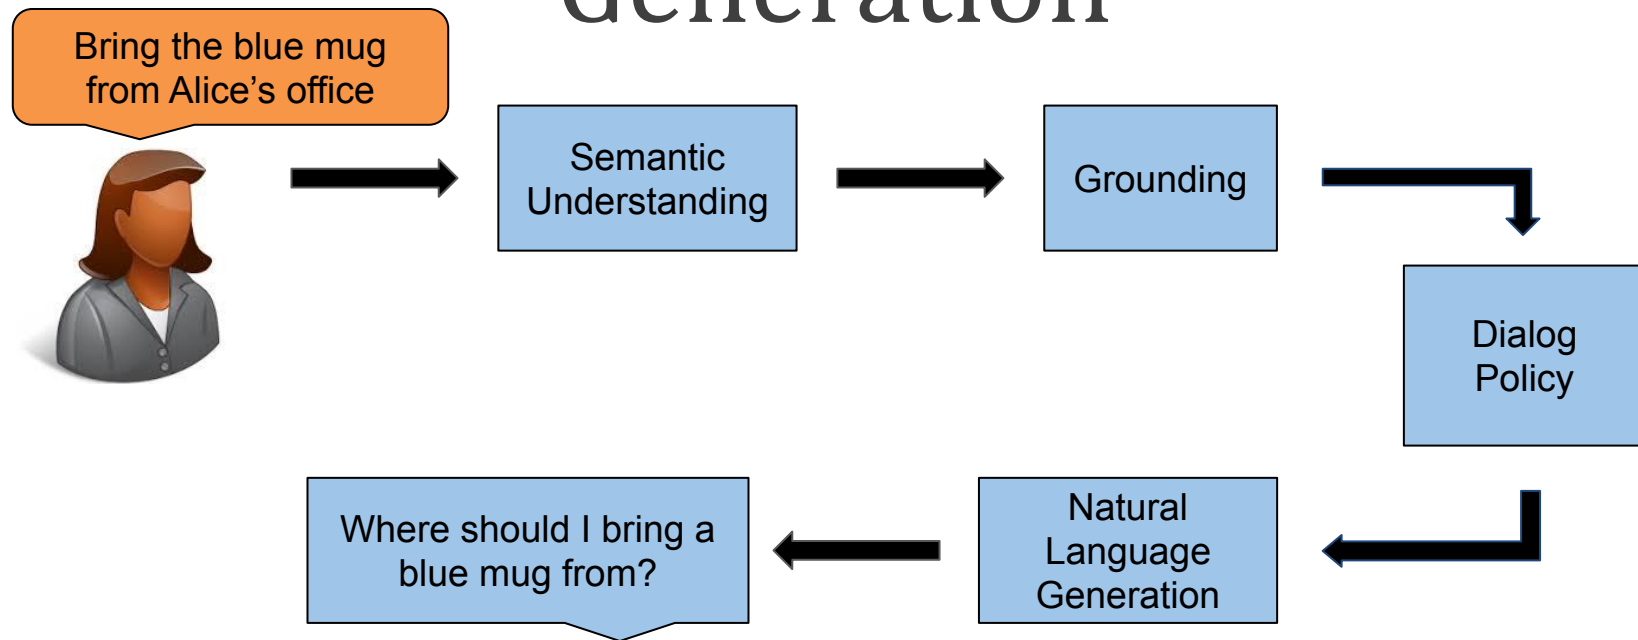 Generation
Bring the blue mug
from Alice’s office
Semantic
Understanding
Grounding
Dialog
Policy
Natural
Language
Generation
Where should I bring a
blue mug from?